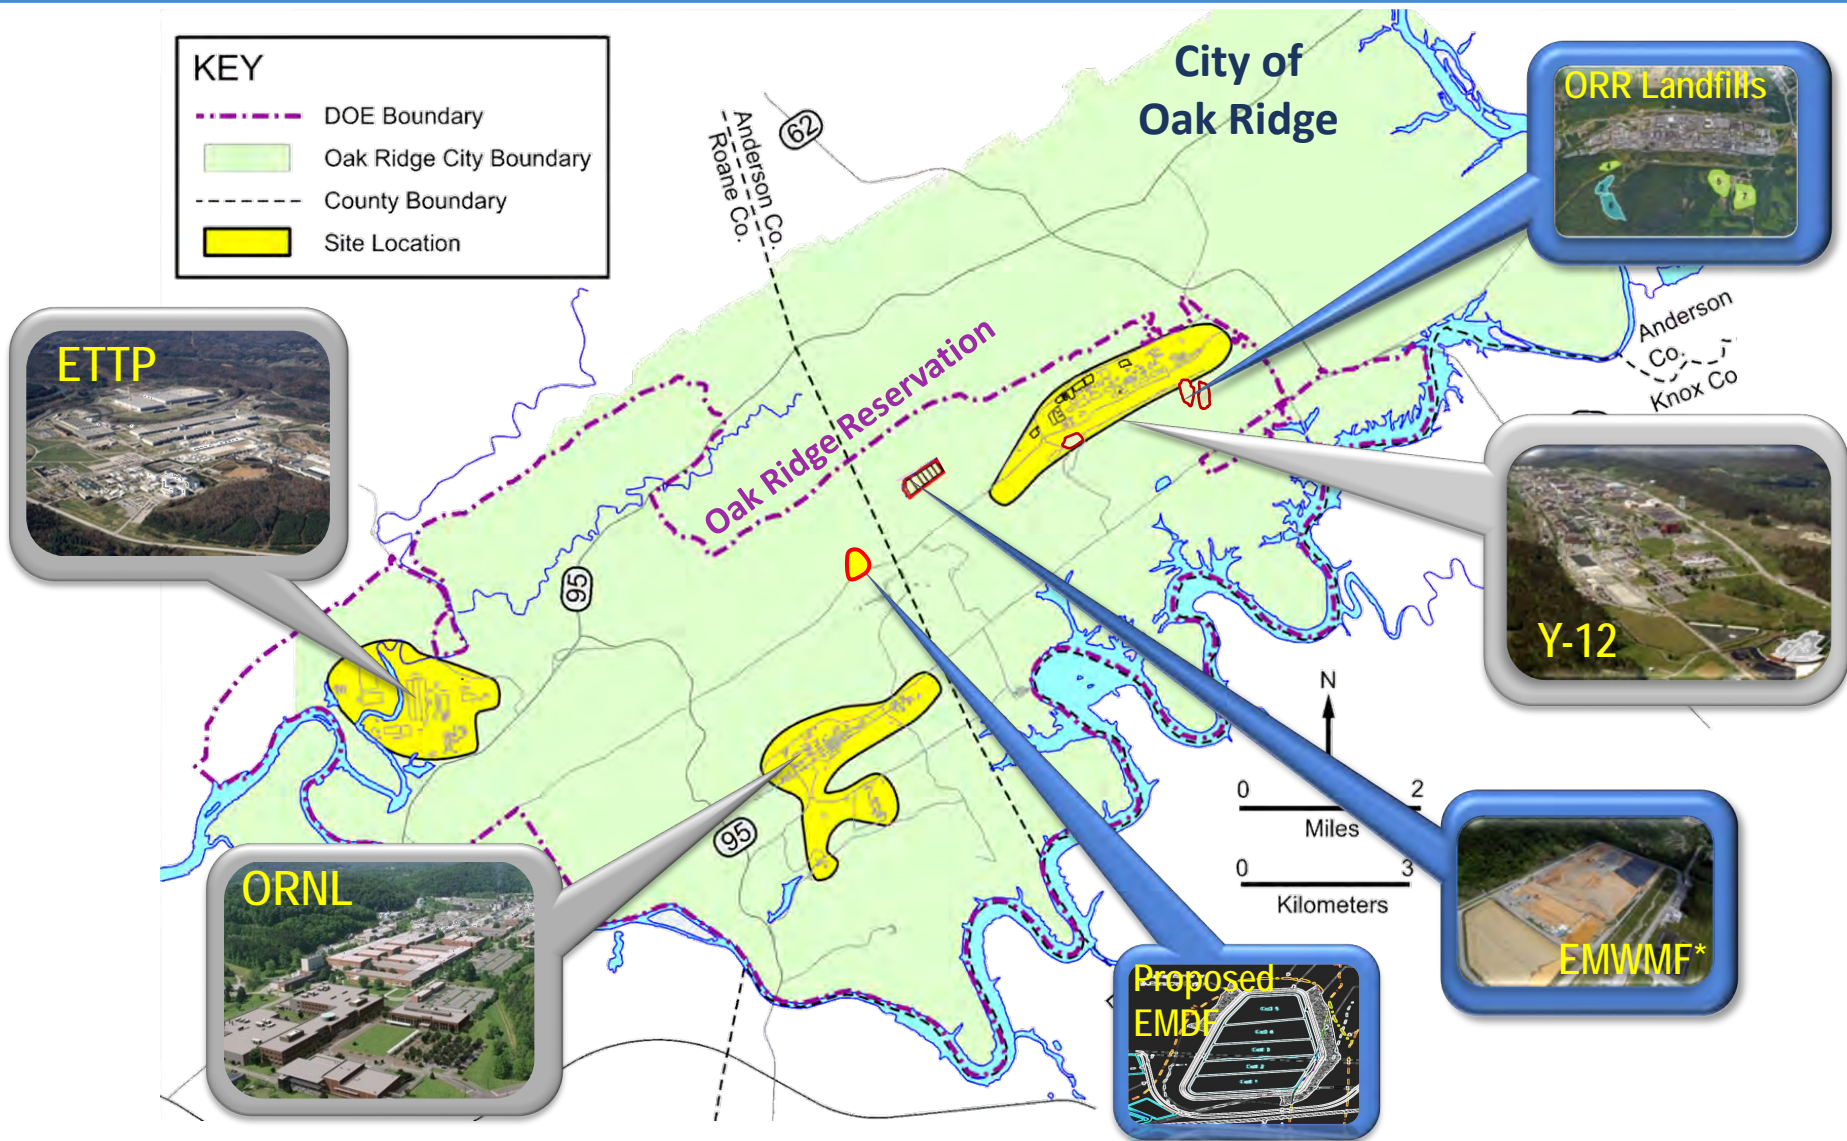 KEY
DOE Boundary
Oak Ridge City Boundary
County Boundary
Site Location
City of
Oak Ridge
ORR Landfills
62
Anderson Co.
Roane Co.
Anderson
Co.
Knox Co
ETTP
Oak Ridge Reservation
95
Y-12
N
0 2
Miles
0 3
Kilometers
95
ORNL
EMWMF*
Proposed
EMDF